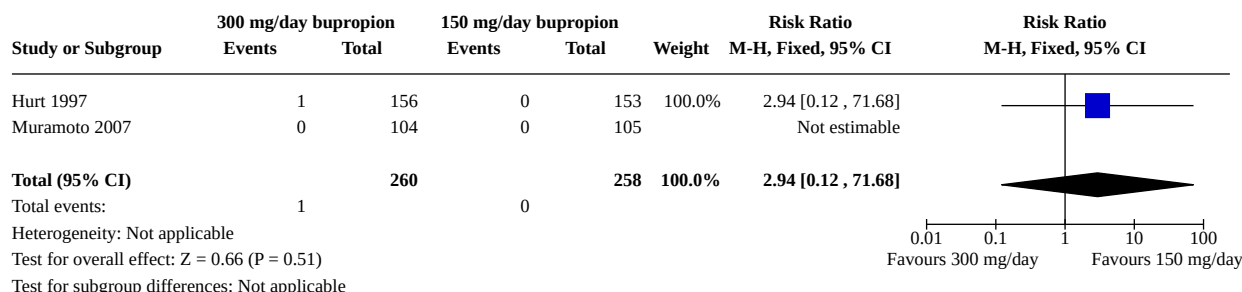 300 mg/day bupropion 150 mg/day bupropion Risk Ratio Risk Ratio
Study or Subgroup Events Total Events Total Weight M-H, Fixed, 95% CI M-H, Fixed, 95% CI
Hurt 1997 1 156 0 153 100.0% 2.94 [0.12 , 71.68]
Muramoto 2007 0 104 0 105 Not estimable
Total (95% CI) 260 258 100.0% 2.94 [0.12 , 71.68]
Total events: 1 0
Heterogeneity: Not applicable
0.01 0.1 1 10 100
Test for overall effect: Z = 0.66 (P = 0.51) Favours 300 mg/day Favours 150 mg/day
Test for subgroup differences: Not applicable